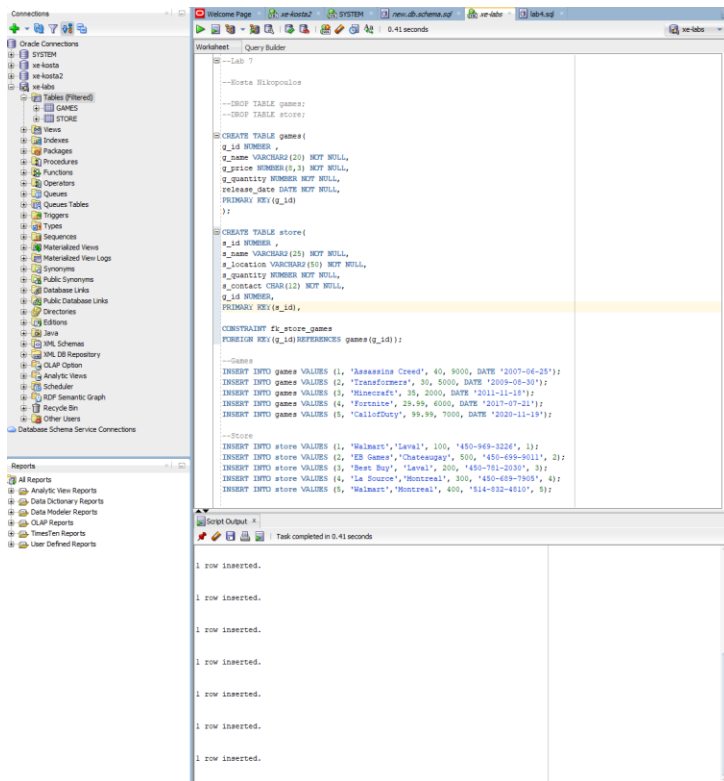 Connections
Oracle Connections
SYSTEM
xe-kosta
xe-kosta2
xe-labs
Tables (Filtered)
GAMES
STORE
Views
Indexes
Packages
Procedures
Functions
Operators
Queues
Queues Tables
Triggers
Types
Sequences
Materialized Views
Materialized View Logs
Synonyms
Public Synonyms
Database Links
Public Database Links
Directories
Editions
Java
XML Schemas
XML DB Repository
OLAP Option
Analytic Views
Scheduler
RDF Semantic Graph
Recycle Bin
Other Users
Database Schema Service Connections
Reports
All Reports
Analytic View Reports
Data Dictionary Reports
Data Modeler Reports
OLAP Reports
TimesTen Reports
User Defined Reports
Welcome Page xe-kosta2 SYSTEM new.db.schema.sql xe-labs lab4.sql
0.41 seconds xe-labs
Worksheet Query Builder
--Lab 7
--Kosta Nikopoulos
--DROP TABLE games;
--DROP TABLE store;
CREATE TABLE games(
g_id NUMBER ,
g_name VARCHAR2(20) NOT NULL,
g_price NUMBER(8,3) NOT NULL,
g_quantity NUMBER NOT NULL,
release_date DATE NOT NULL,
PRIMARY KEY(g_id)
);
CREATE TABLE store(
s_id NUMBER ,
s_name VARCHAR2(25) NOT NULL,
s_location VARCHAR2(50) NOT NULL,
s_quantity NUMBER NOT NULL,
s_contact CHAR(12) NOT NULL,
g_id NUMBER,
PRIMARY KEY(s_id),
CONSTRAINT fk_store_games
FOREIGN KEY(g_id)REFERENCES games(g_id));
--Games
INSERT INTO games VALUES (1, 'Assassins Creed', 40, 9000, DATE '2007-06-25');
INSERT INTO games VALUES (2, 'Transformers', 30, 5000, DATE '2009-08-30');
INSERT INTO games VALUES (3, 'Minecraft', 35, 2000, DATE '2011-11-18');
INSERT INTO games VALUES (4, 'Fortnite', 29.99, 6000, DATE '2017-07-21');
INSERT INTO games VALUES (5, 'CallofDuty', 99.99, 7000, DATE '2020-11-19');
--Store
INSERT INTO store VALUES (1, 'Walmart','Laval', 100, '450-969-3226', 1);
INSERT INTO store VALUES (2, 'EB Games','Chateaugay', 500, '450-699-9011', 2);
INSERT INTO store VALUES (3, 'Best Buy', 'Laval', 200, '450-781-2030', 3);
INSERT INTO store VALUES (4, 'La Source','Montreal', 300, '450-689-7905', 4);
INSERT INTO store VALUES (5, 'Walmart','Montreal', 400, '514-832-4810', 5);
Script Output
Task completed in 0.41 seconds
1 row inserted.
1 row inserted.
1 row inserted.
1 row inserted.
1 row inserted.
1 row inserted.
1 row inserted.